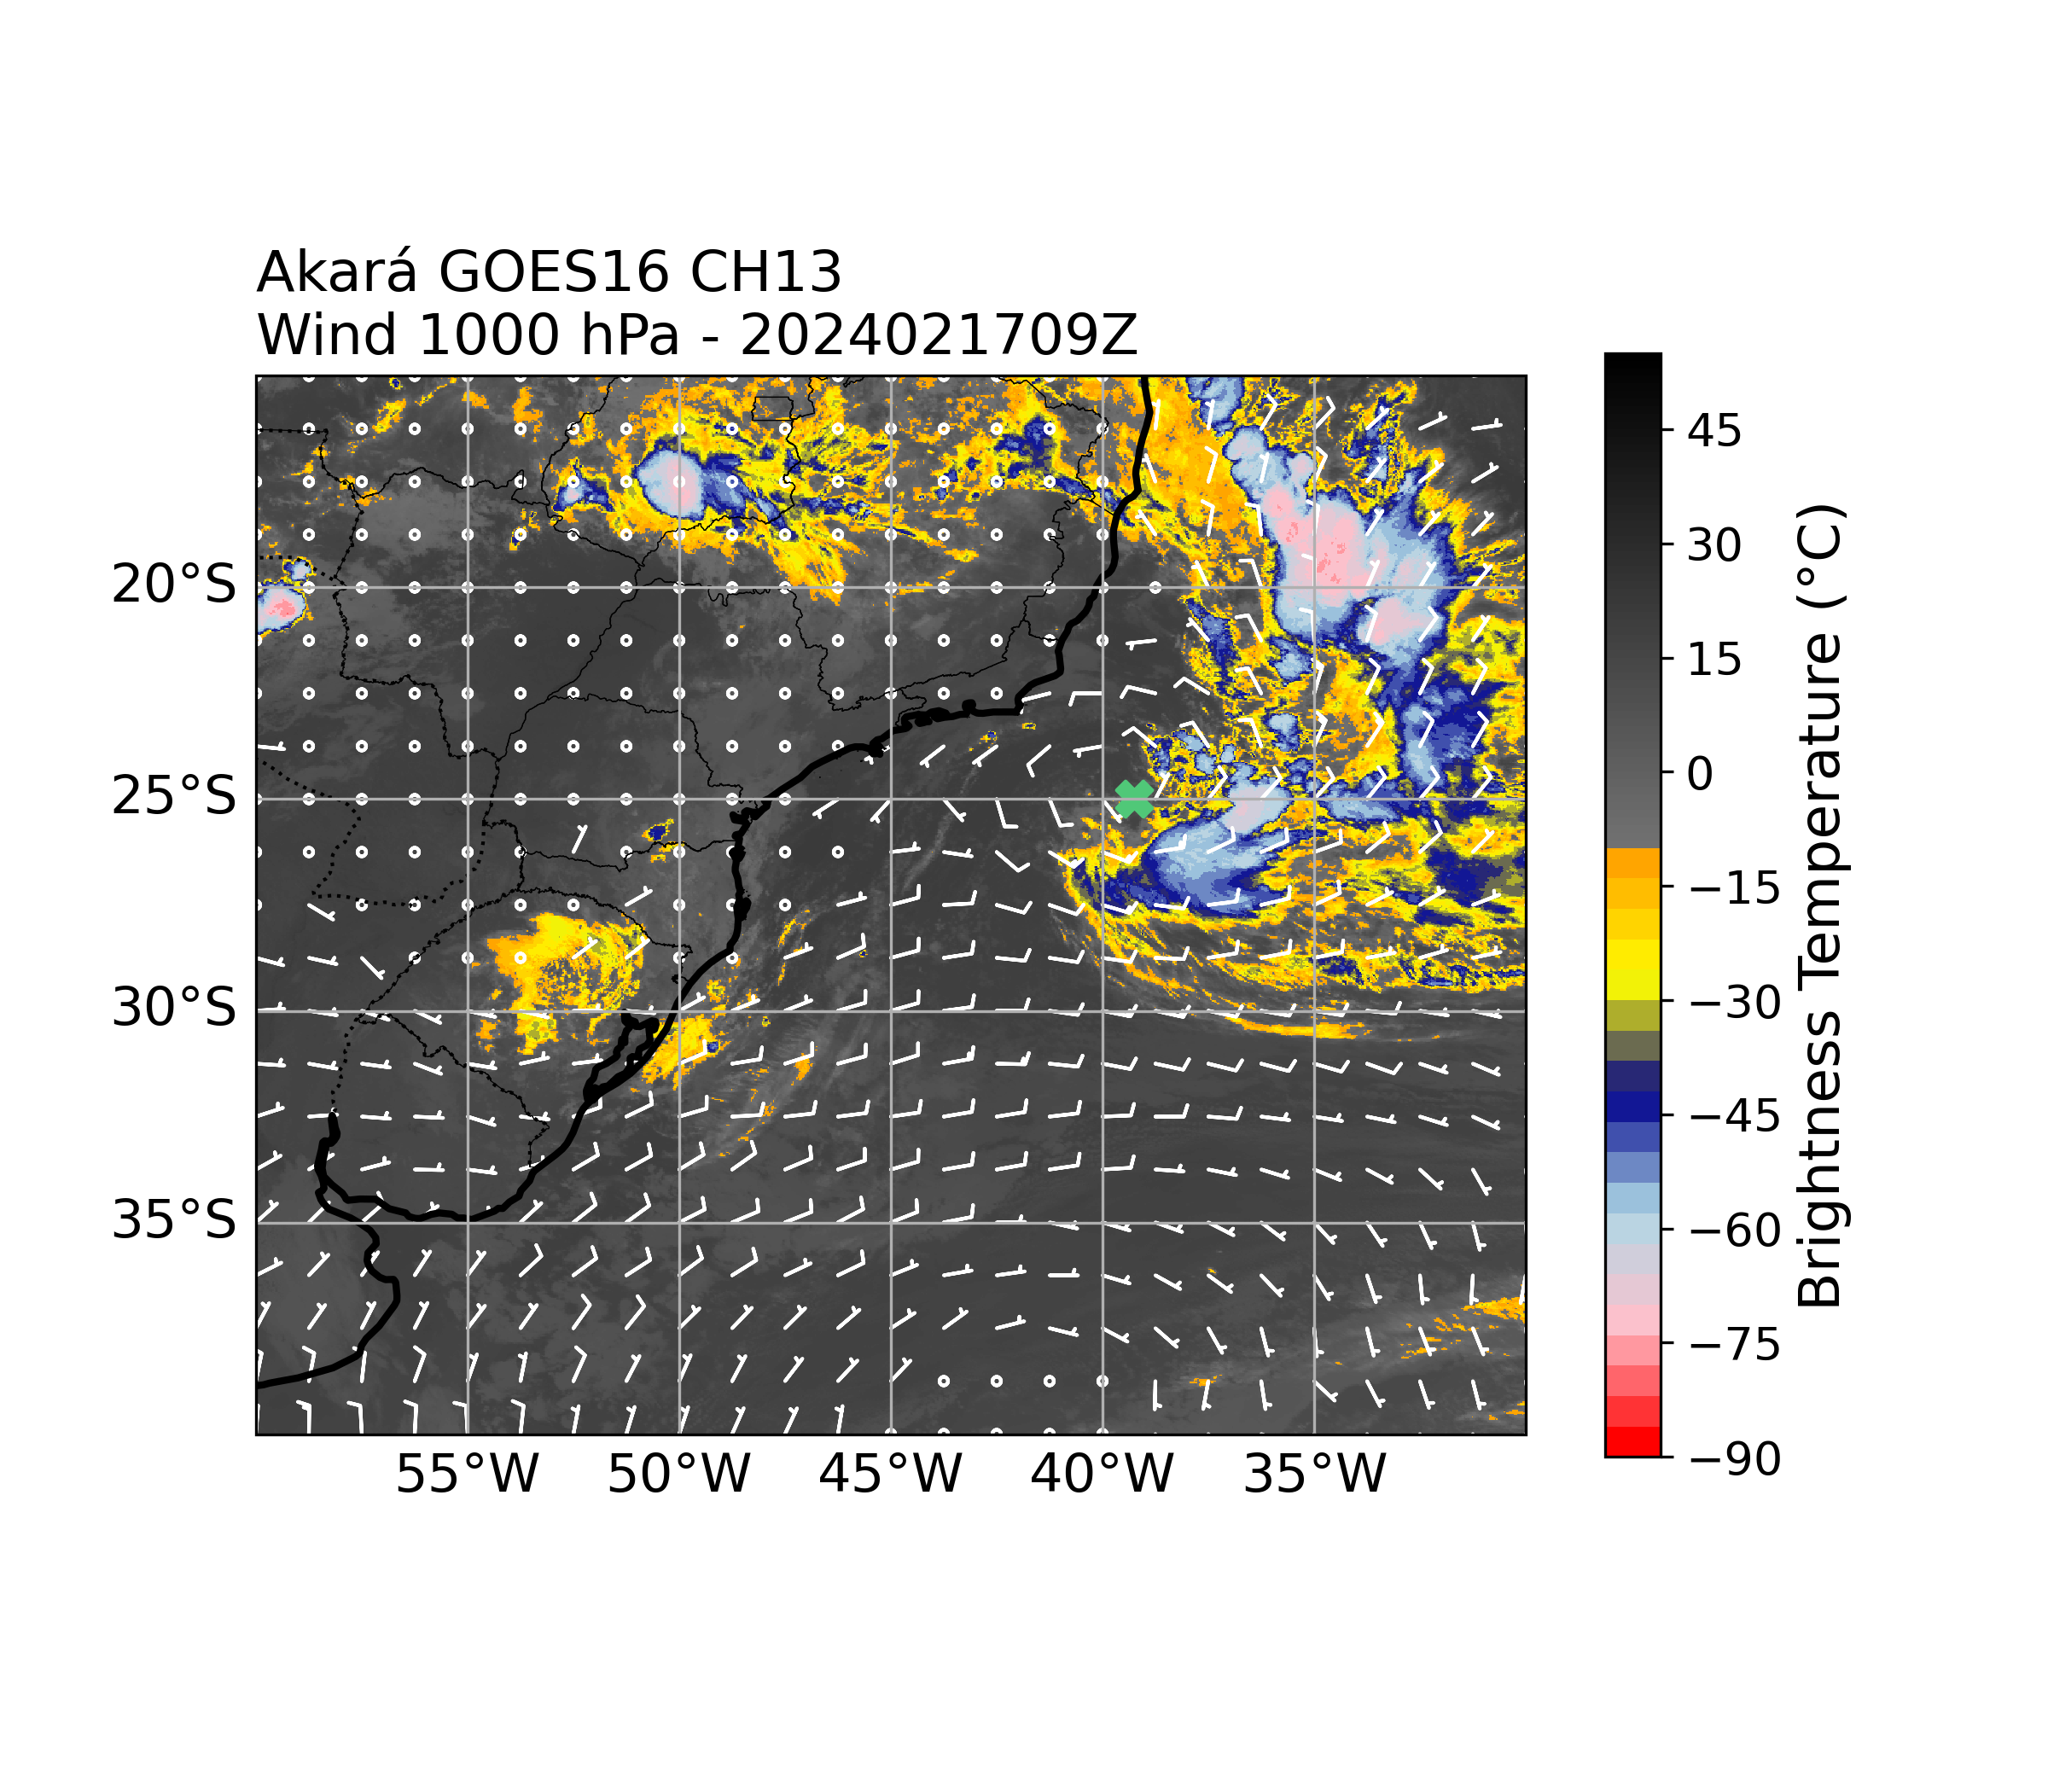 Akará GOES16 CH13
Wind 1000 hPa - 2024021709Z
20°S
25°S
30°S
35°S
55°W
50°W
45°W
40°W
35°W
45
30
15
0
−15
−30
−45
−60
−75
−90
Brightness Temperature (°C)